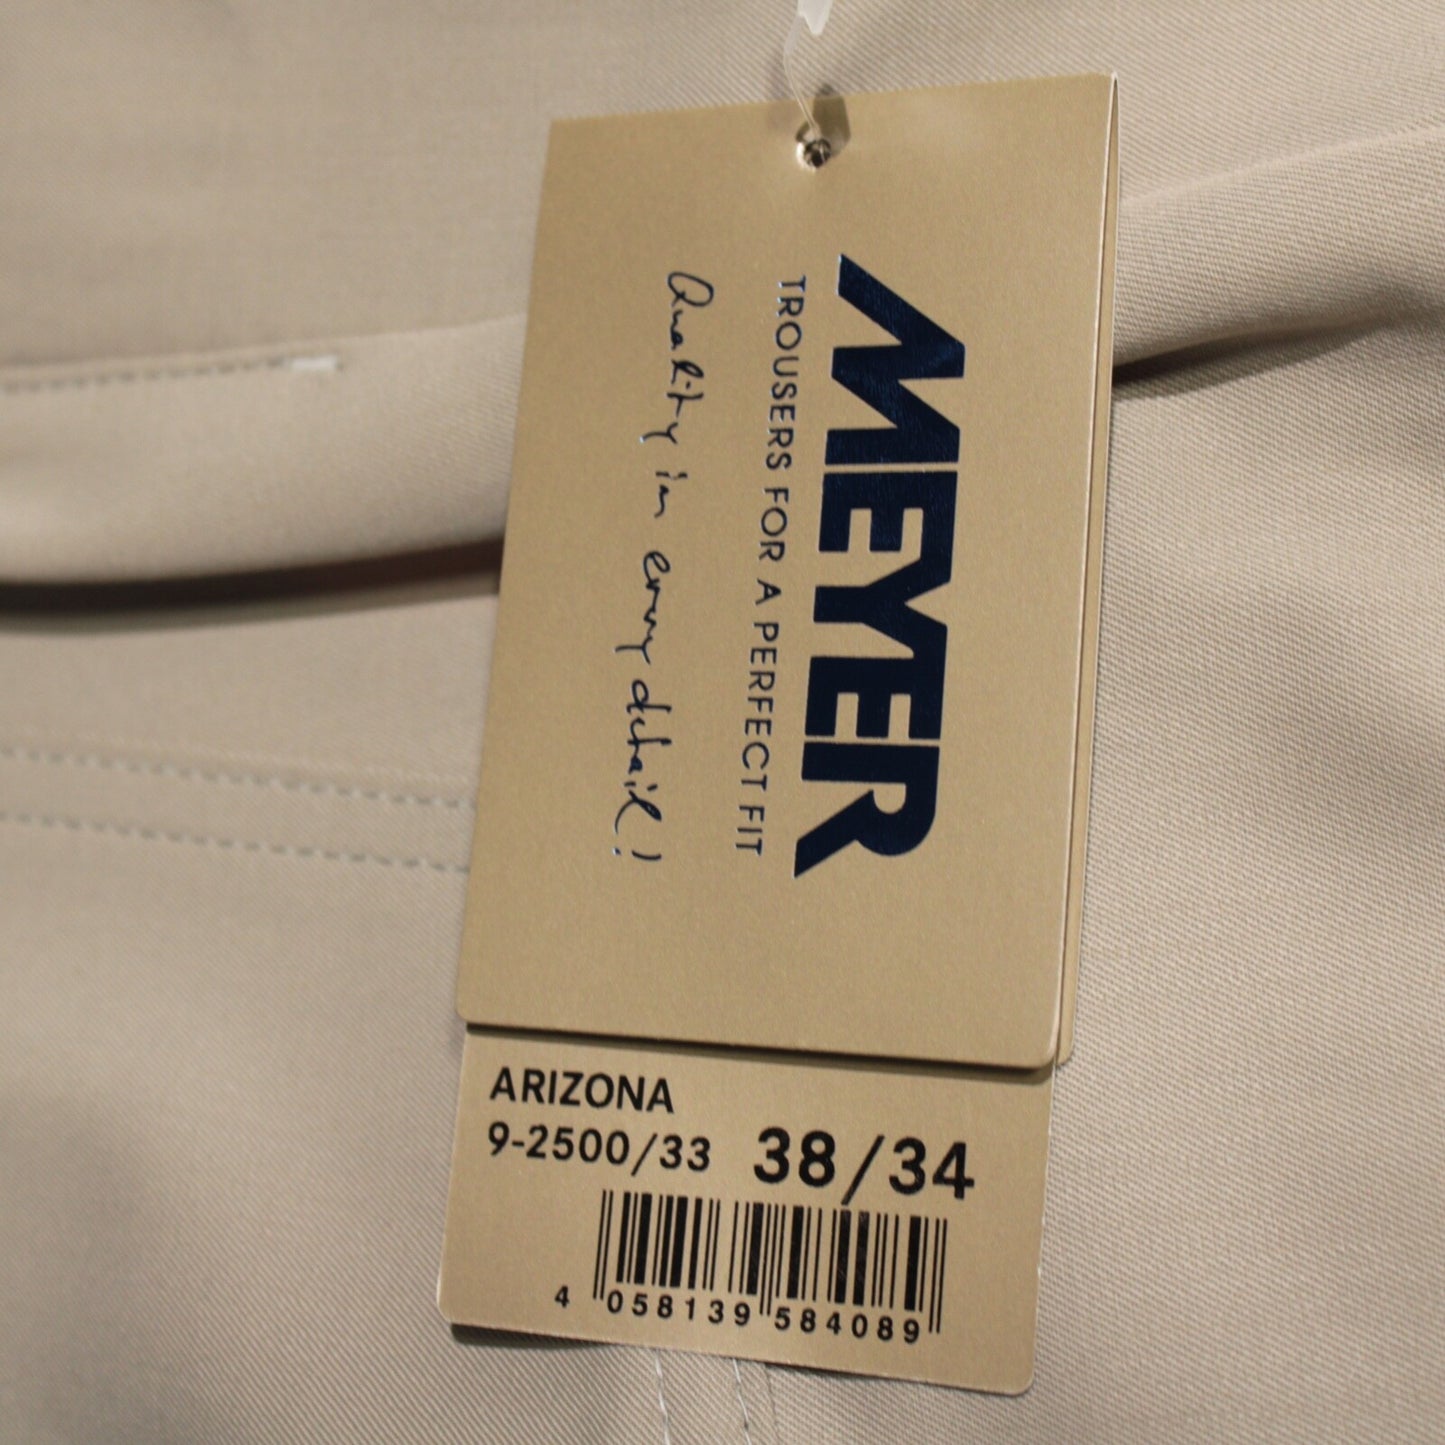 MEYER
TROUSERS FOR A PERFECT FIT
Quality in every detail!
ARIZONA
9-2500/33 38/34
4 058139 584089